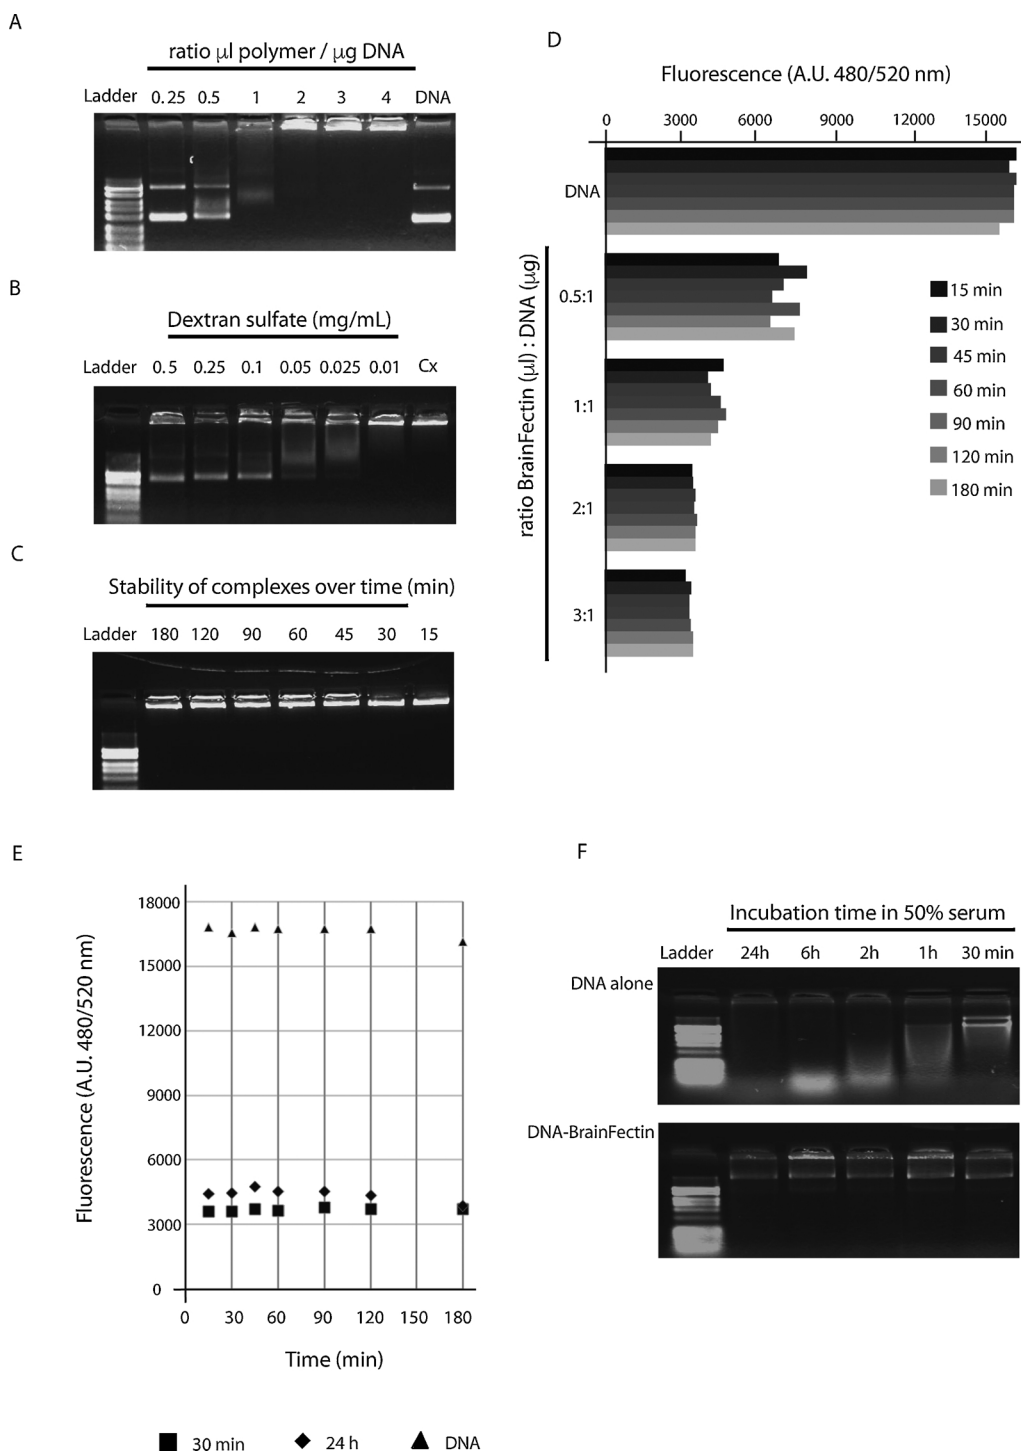 A
ratio µl polymer / µg DNA
Ladder 0.25 0.5 1 2 3 4 DNA
B
Dextran sulfate (mg/mL)
Ladder 0.5 0.25 0.1 0.05 0.025 0.01 Cx
C
Stability of complexes over time (min)
Ladder 180 120 90 60 45 30 15
D
Fluorescence (A.U. 480/520 nm)
0 3000 6000 9000 12000 15000
DNA
ratio BrainFectin (µl) : DNA (µg)
0.5:1
1:1
2:1
3:1
15 min
30 min
45 min
60 min
90 min
120 min
180 min
E
Fluorescence (A.U. 480/520 nm)
18000
15000
12000
9000
6000
3000
0
0 30 60 90 120 150 180
Time (min)
30 min 24 h DNA
F
Incubation time in 50% serum
Ladder 24h 6h 2h 1h 30 min
DNA alone
DNA-BrainFectin